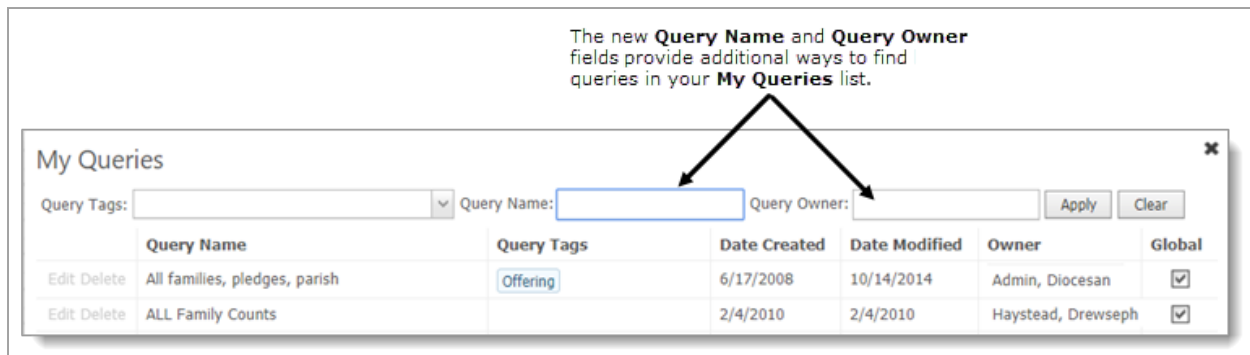 The new Query Name and Query Owner
fields provide additional ways to find
queries in your My Queries list.
My Queries
Query Tags: Query Name: Query Owner: Apply Clear
Query Name Query Tags Date Created Date Modified Owner Global
Edit Delete All families, pledges, parish Offering 6/17/2008 10/14/2014 Admin, Diocesan
Edit Delete ALL Family Counts 2/4/2010 2/4/2010 Haystead, Drewseph